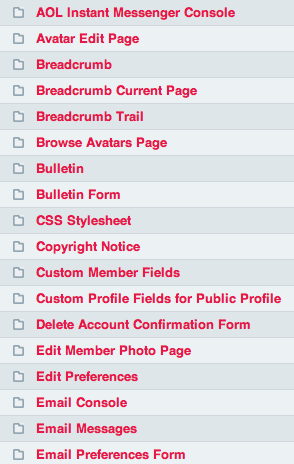 AOL Instant Messenger Console
Avatar Edit Page
Breadcrumb
Breadcrumb Current Page
Breadcrumb Trail
Browse Avatars Page
Bulletin
Bulletin Form
CSS Stylesheet
Copyright Notice
Custom Member Fields
Custom Profile Fields for Public Profile
Delete Account Confirmation Form
Edit Member Photo Page
Edit Preferences
Email Console
Email Messages
Email Preferences Form